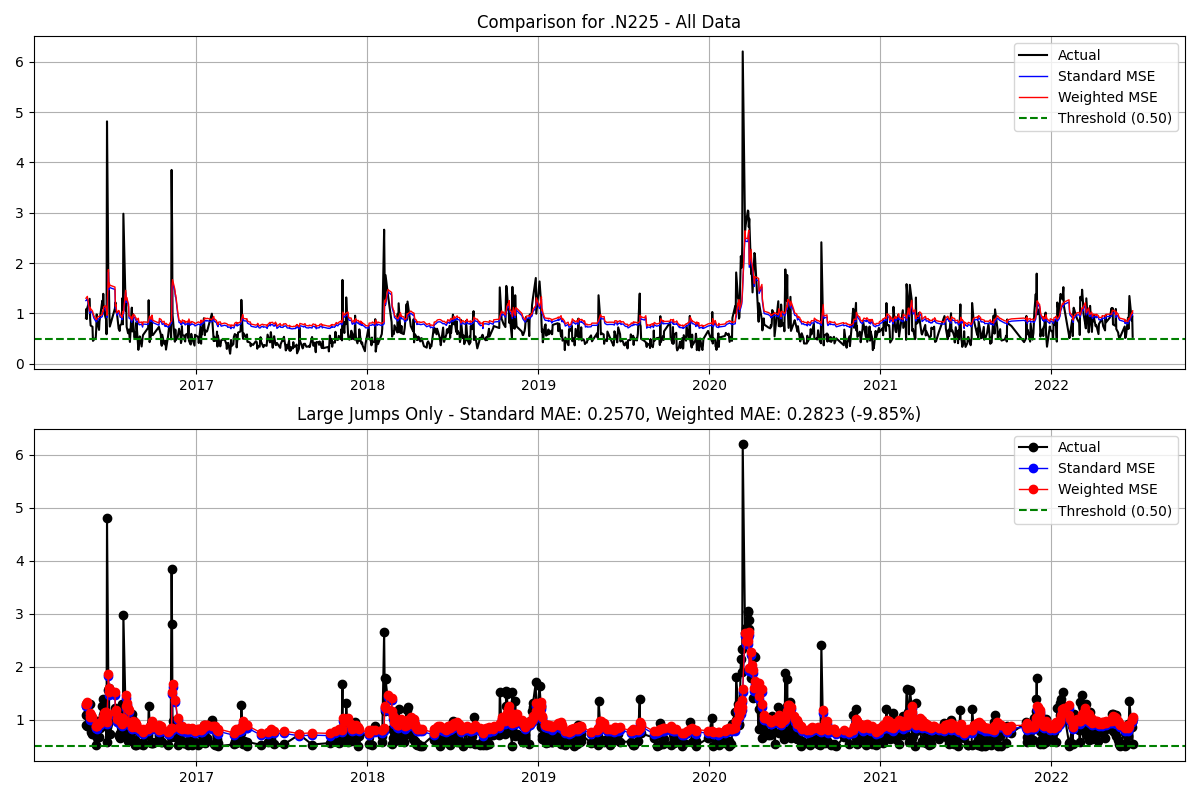 Comparison for .N225 - All Data
6
5
4
3
2
1
0
Actual
Standard MSE
Weighted MSE
Threshold (0.50)
2017 2018 2019 2020 2021 2022
Large Jumps Only - Standard MAE: 0.2570, Weighted MAE: 0.2823 (-9.85%)
6
5
4
3
2
1
Actual
Standard MSE
Weighted MSE
Threshold (0.50)
2017 2018 2019 2020 2021 2022